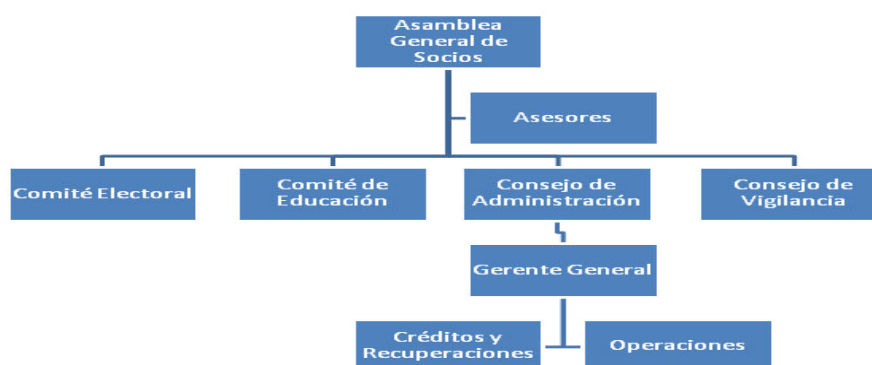 Asamblea
General de
Socios
Asesores
Comité Electoral
Comité de
Educación
Consejo de
Administración
Consejo de
Vigilancia
Gerente General
Créditos y
Recuperaciones
Operaciones